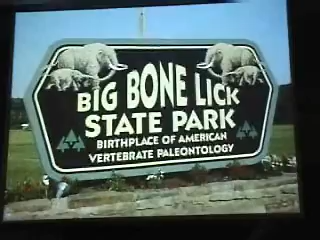 BIG BONE LICK
STATE PARK
BIRTHPLACE OF AMERICAN
VERTEBRATE PALEONTOLOGY